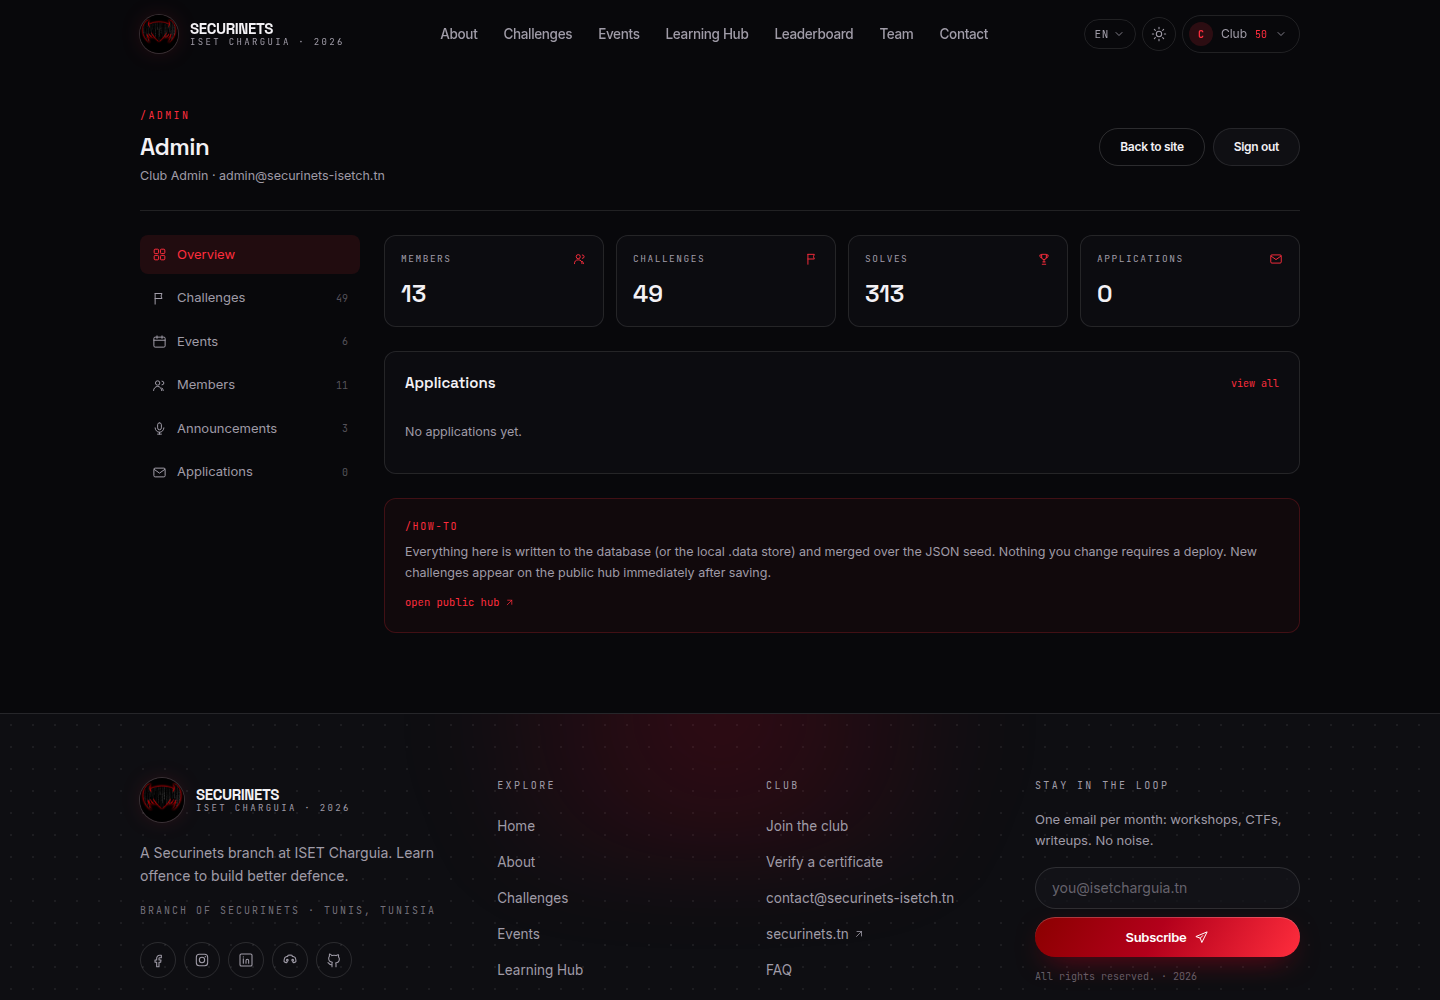 SECURINETS
ISET CHARGUIA · 2026
About
Challenges
Events
Learning Hub
Leaderboard
Team
Contact
EN
C
Club
50
/ADMIN
Admin
Club Admin · admin@securinets-isetch.tn
Back to site
Sign out
Overview
Challenges
49
Events
6
Members
11
Announcements
3
Applications
0
MEMBERS
13
CHALLENGES
49
SOLVES
313
APPLICATIONS
0
Applications
view all
No applications yet.
/HOW-TO
Everything here is written to the database (or the local .data store) and merged over the JSON seed. Nothing you change requires a deploy. New
challenges appear on the public hub immediately after saving.
open public hub
SECURINETS
ISET CHARGUIA · 2026
A Securinets branch at ISET Charguia. Learn
offence to build better defence.
BRANCH OF SECURINETS · TUNIS, TUNISIA
EXPLORE
Home
About
Challenges
Events
Learning Hub
CLUB
Join the club
Verify a certificate
contact@securinets-isetch.tn
securinets.tn
FAQ
STAY IN THE LOOP
One email per month: workshops, CTFs,
writeups. No noise.
you@isetcharguia.tn
Subscribe
All rights reserved. · 2026